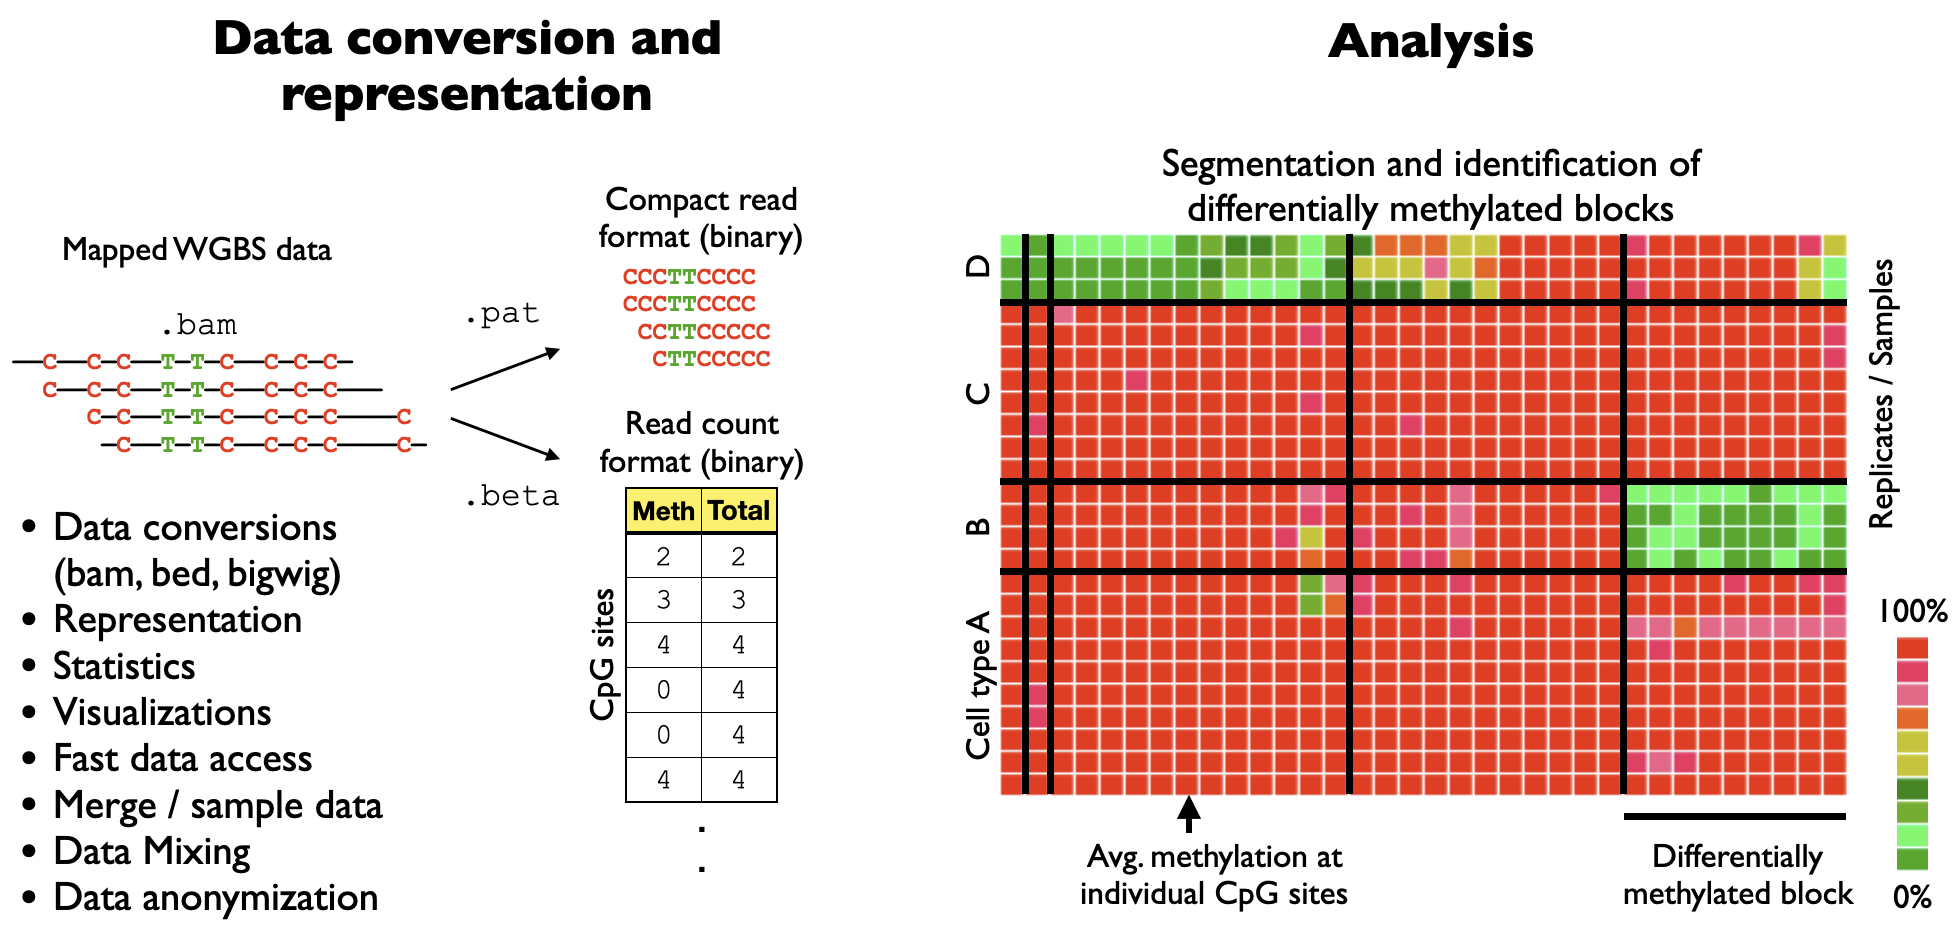 Data conversion and
representation
Mapped WGBS data
.bam
C C C T T C C C C
C C C T T C C C C
C T T C C C C C
C T T C C C C C
.pat
.beta
Compact read
format (binary)
CCCTTCCCC
CCCTTCCCC
CCTTCCCCC
CTTCCCCC
Read count
format (binary)
Meth Total
2 2
3 3
4 4
0 4
0 4
4 4
.
.
CpG sites
• Data conversions
(bam, bed, bigwig)
• Representation
• Statistics
• Visualizations
• Fast data access
• Merge / sample data
• Data Mixing
• Data anonymization
Analysis
Segmentation and identification of
differentially methylated blocks
D
C
B
Cell type A
Replicates / Samples
100%
0%
Avg. methylation at
individual CpG sites
Differentially
methylated block